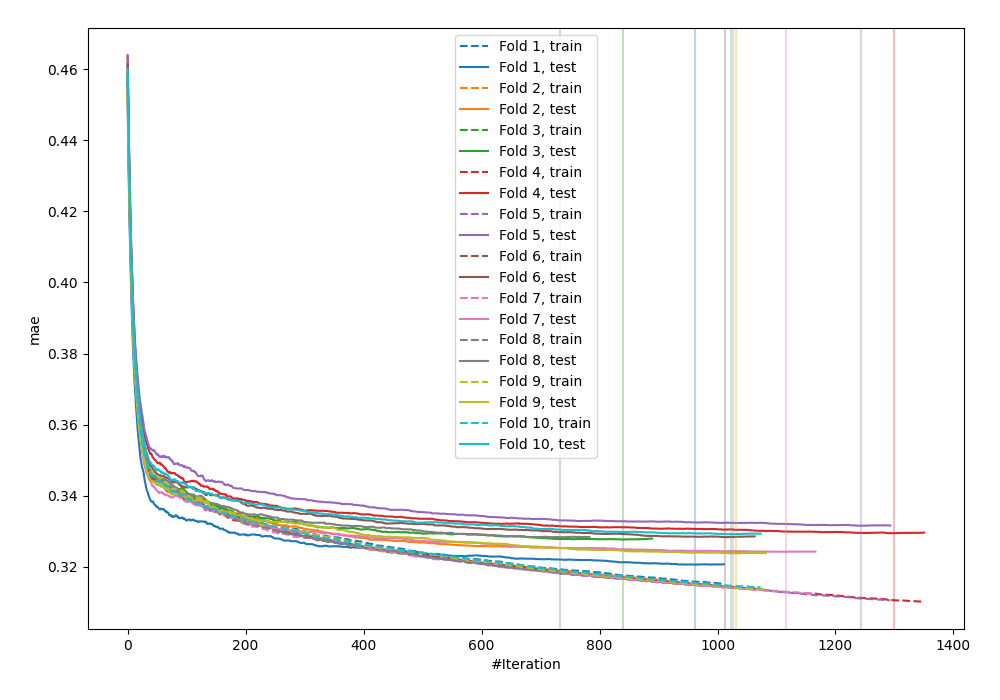 0.46
0.44
0.42
0.40
0.38
0.36
0.34
0.32
mae
0
200
400
600
800
1000
1200
1400
#Iteration
Fold 1, train
Fold 1, test
Fold 2, train
Fold 2, test
Fold 3, train
Fold 3, test
Fold 4, train
Fold 4, test
Fold 5, train
Fold 5, test
Fold 6, train
Fold 6, test
Fold 7, train
Fold 7, test
Fold 8, train
Fold 8, test
Fold 9, train
Fold 9, test
Fold 10, train
Fold 10, test